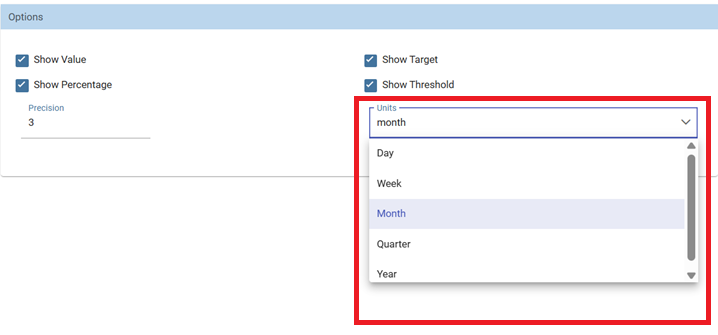 Options
Show Value
Show Target
Show Percentage
Show Threshold
Precision
3
Units
month
Day
Week
Month
Quarter
Year